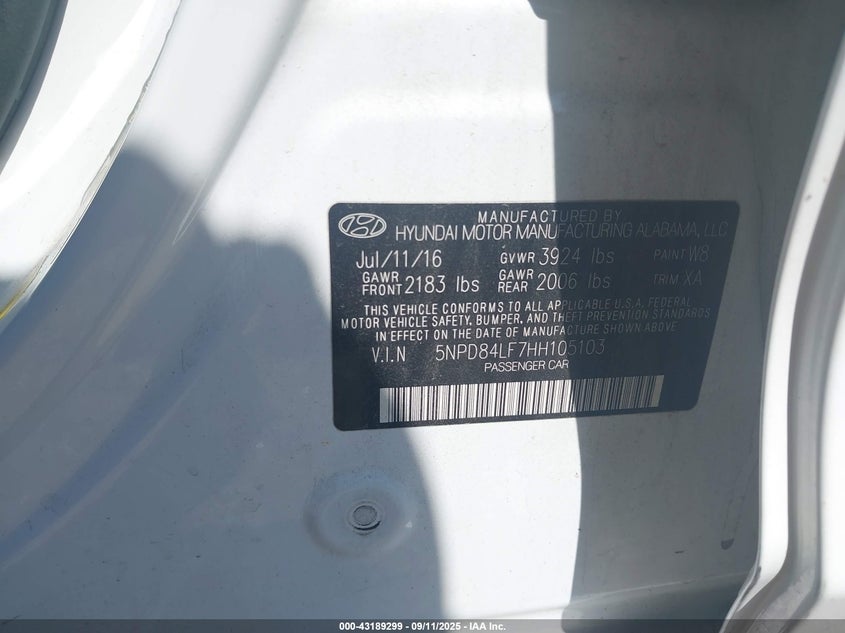 MANUFACTURED BY
HYUNDAI MOTOR MANUFACTURING ALABAMA, LLC
Jul/11/16 GVWR 3924 lbs PAINT W8
GAWR FRONT 2183 lbs GAWR REAR 2006 lbs TRIM XA
THIS VEHICLE CONFORMS TO ALL APPLICABLE U.S.A. FEDERAL
MOTOR VEHICLE SAFETY, BUMPER, AND THEFT PREVENTION STANDARDS
IN EFFECT ON THE DATE OF MANUFACTURE SHOWN ABOVE
V.I.N 5NPD84LF7HH105103
PASSENGER CAR
000-43189299 - 09/11/2025 - IAA Inc.